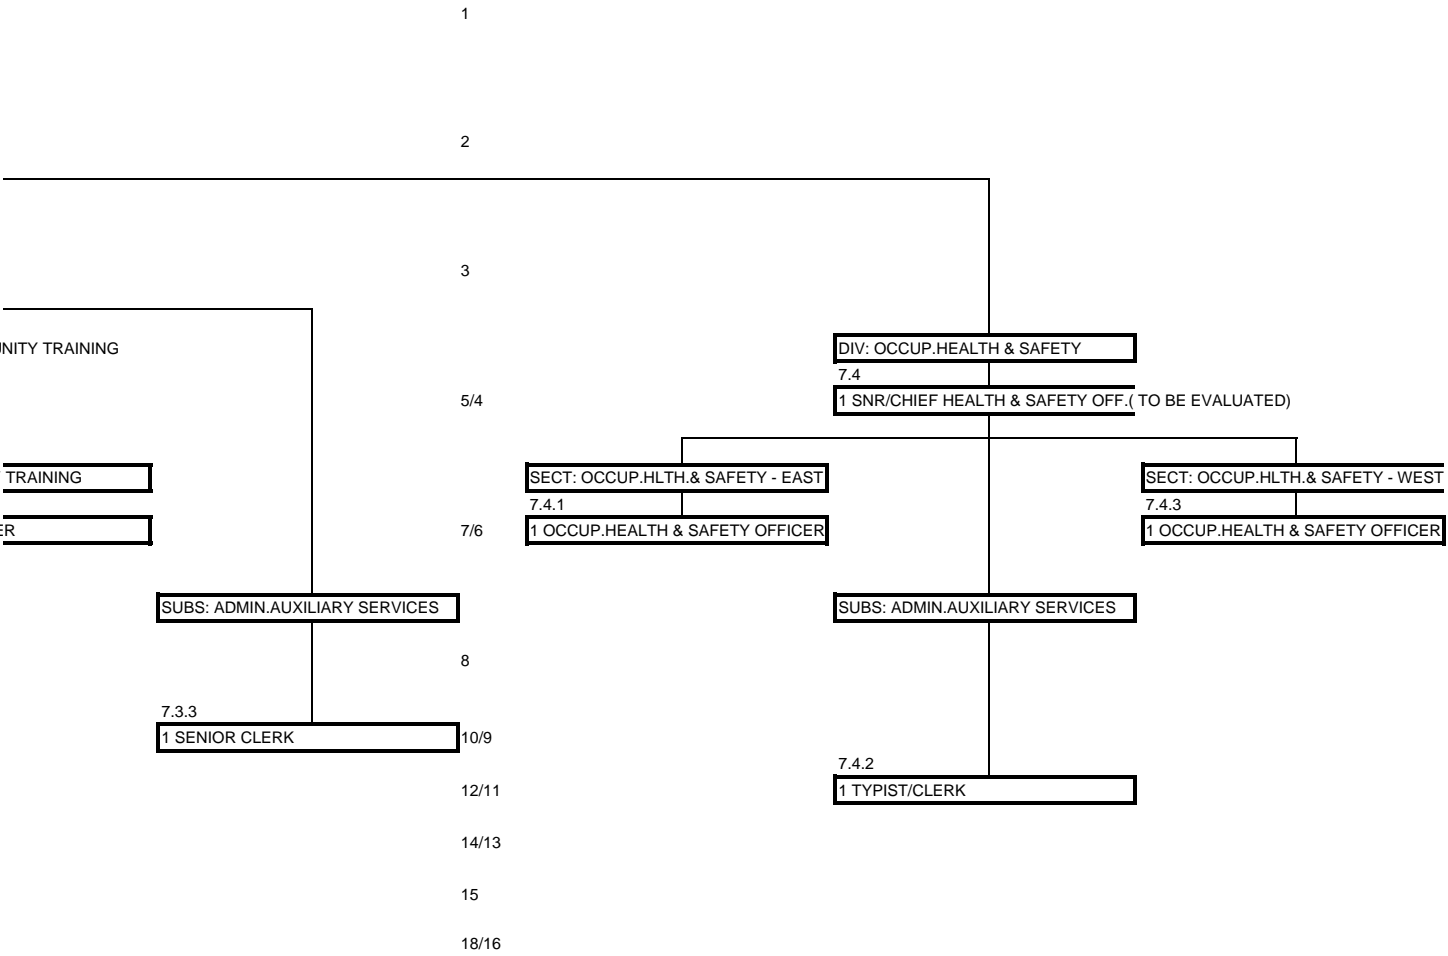 1
2
3
TRAINING
DIV: OCCUP.HEALTH & SAFETY
7.4
5/4
1 SNR/CHIEF HEALTH & SAFETY OFF.( TO BE EVALUATED)
TRAINING
SECT: OCCUP.HLTH.& SAFETY - EAST
SECT: OCCUP.HLTH.& SAFETY - WEST
7.4.1
7.4.3
7/6
1 OCCUP.HEALTH & SAFETY OFFICER
1 OCCUP.HEALTH & SAFETY OFFICER
SUBS: ADMIN.AUXILIARY SERVICES
SUBS: ADMIN.AUXILIARY SERVICES
8
7.3.3
1 SENIOR CLERK
10/9
7.4.2
12/11
1 TYPIST/CLERK
14/13
15
18/16